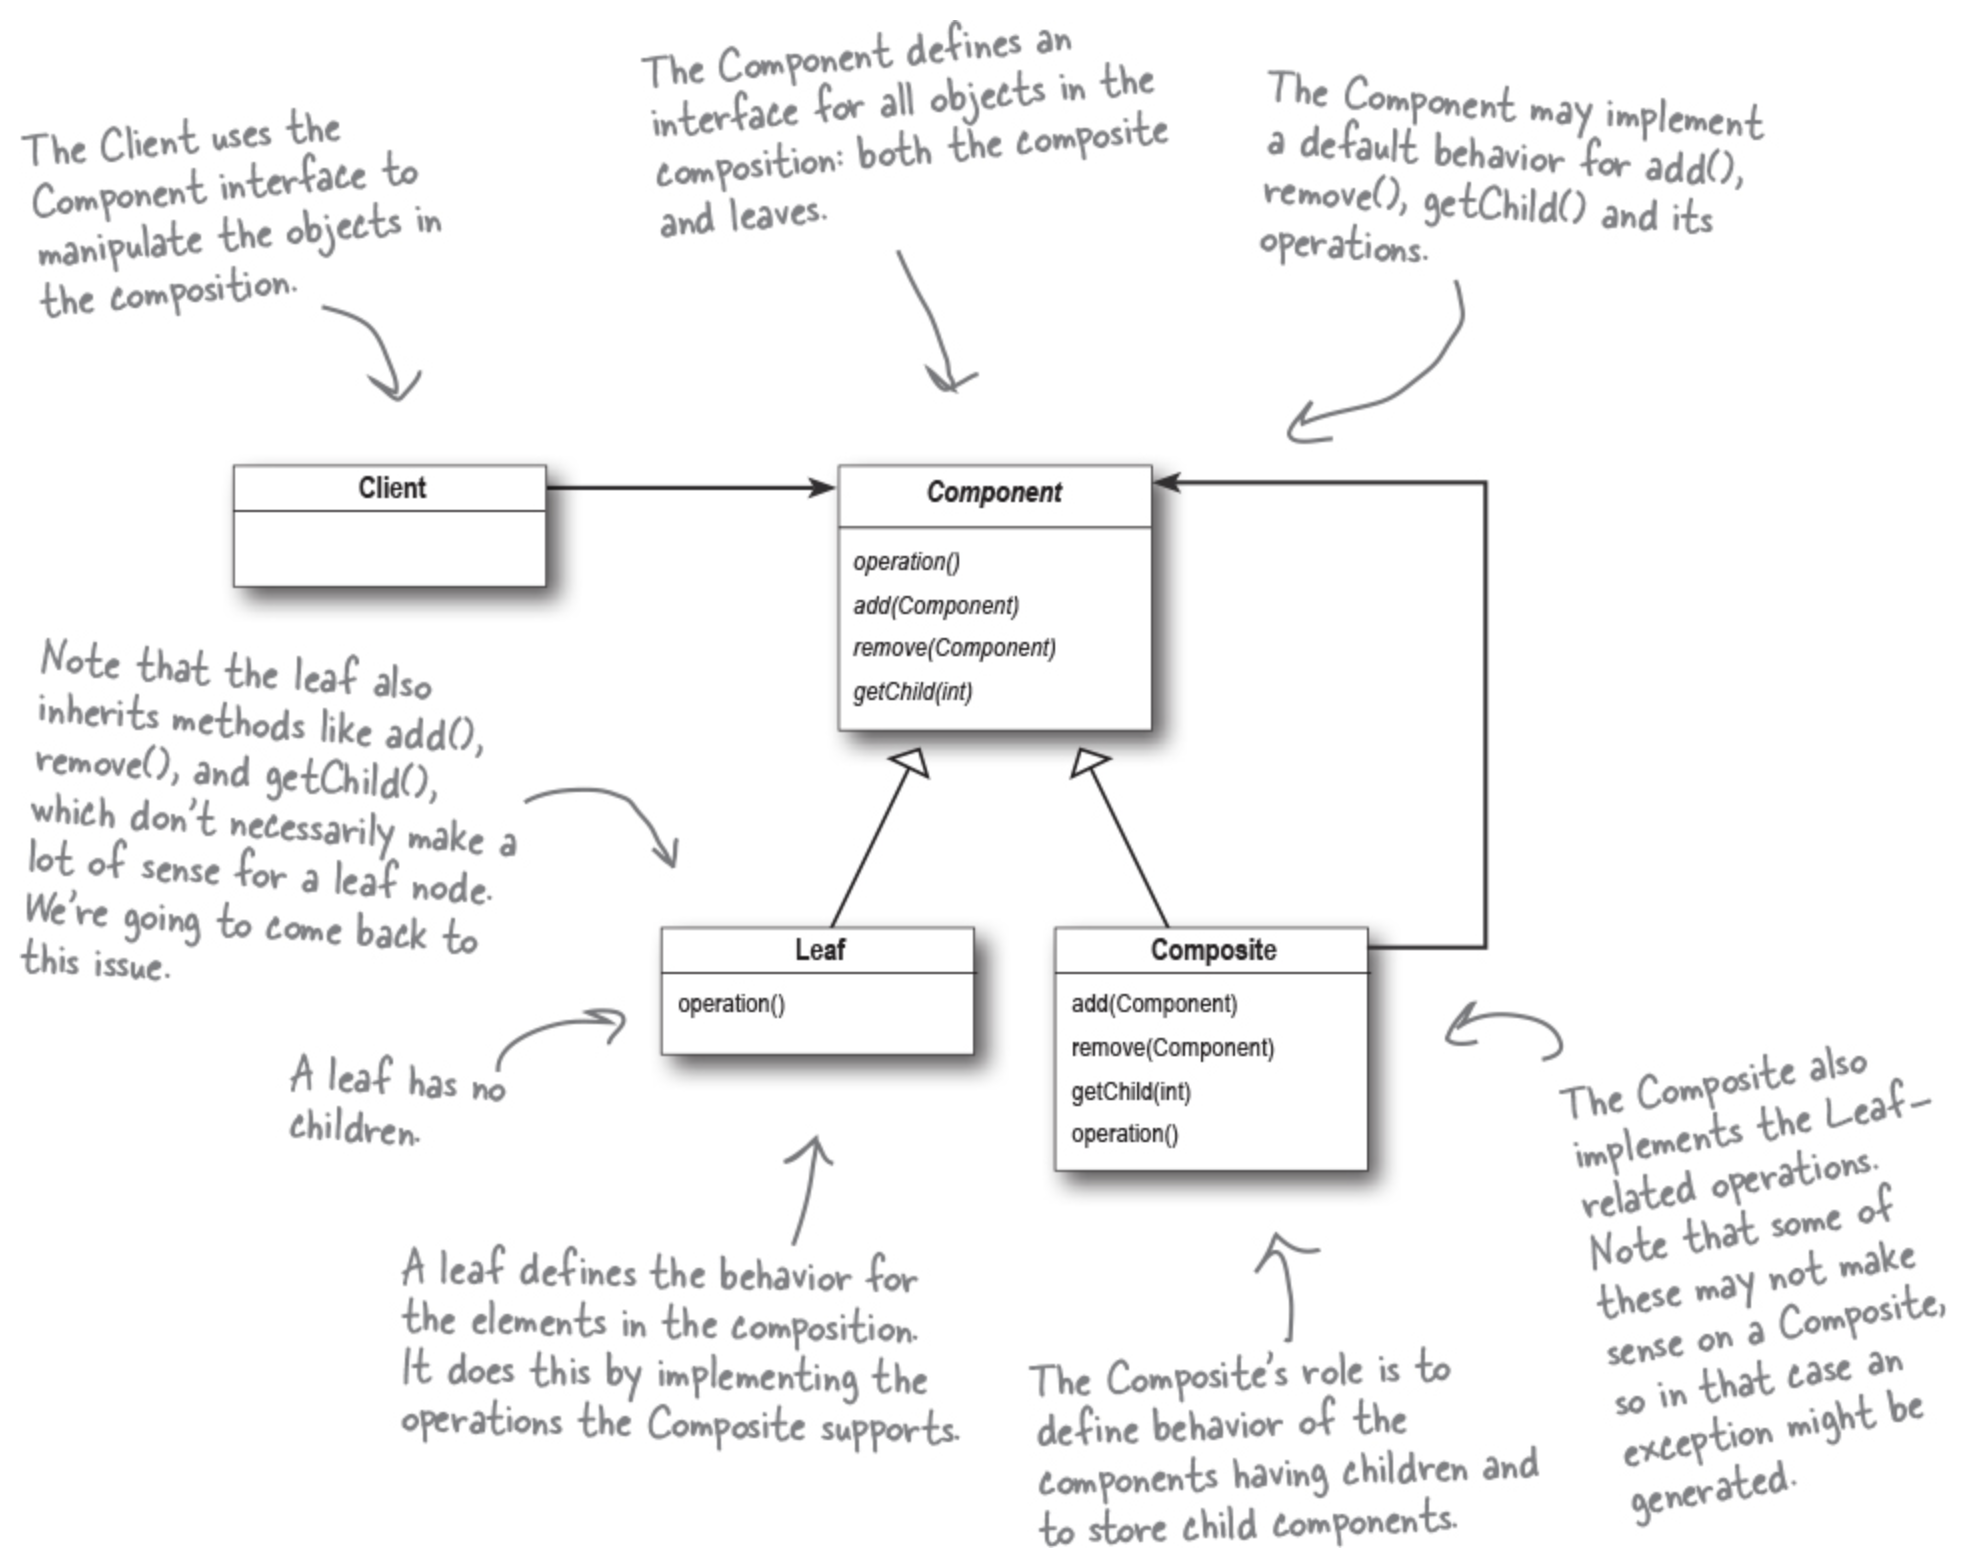 The Client uses the
Component interface to
manipulate the objects in
the composition.
The Component defines an
interface for all objects in the
composition: both the composite
and leaves.
The Component may implement
a default behavior for add(),
remove(), getChild() and its
operations.
Client
Component
operation()
add(Component)
remove(Component)
getChild(int)
Note that the leaf also
inherits methods like add(),
remove(), and getChild(),
which don't necessarily make a
lot of sense for a leaf node.
We're going to come back to
this issue.
Leaf
operation()
Composite
add(Component)
remove(Component)
getChild(int)
operation()
A leaf has no
children.
A leaf defines the behavior for
the elements in the composition.
It does this by implementing the
operations the Composite supports.
The Composite's role is to
define behavior of the
components having children and
to store child components.
The Composite also
implements the Leaf-
related operations.
Note that some of
these may not make
sense on a Composite,
so in that case an
exception might be
generated.